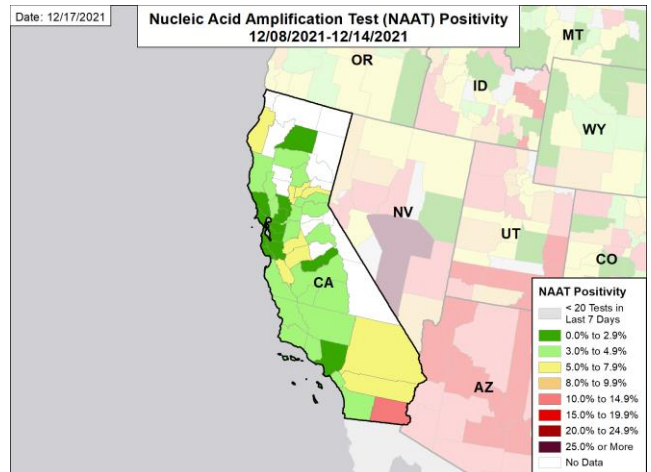 Date: 12/17/2021
Nucleic Acid Amplification Test (NAAT) Positivity
12/08/2021-12/14/2021
MT
OR
ID
WY
NV
UT
CO
CA
AZ
NAAT Positivity
< 20 Tests in
Last 7 Days
0.0% to 2.9%
3.0% to 4.9%
5.0% to 7.9%
8.0% to 9.9%
10.0% to 14.9%
15.0% to 19.9%
20.0% to 24.9%
25.0% or More
No Data